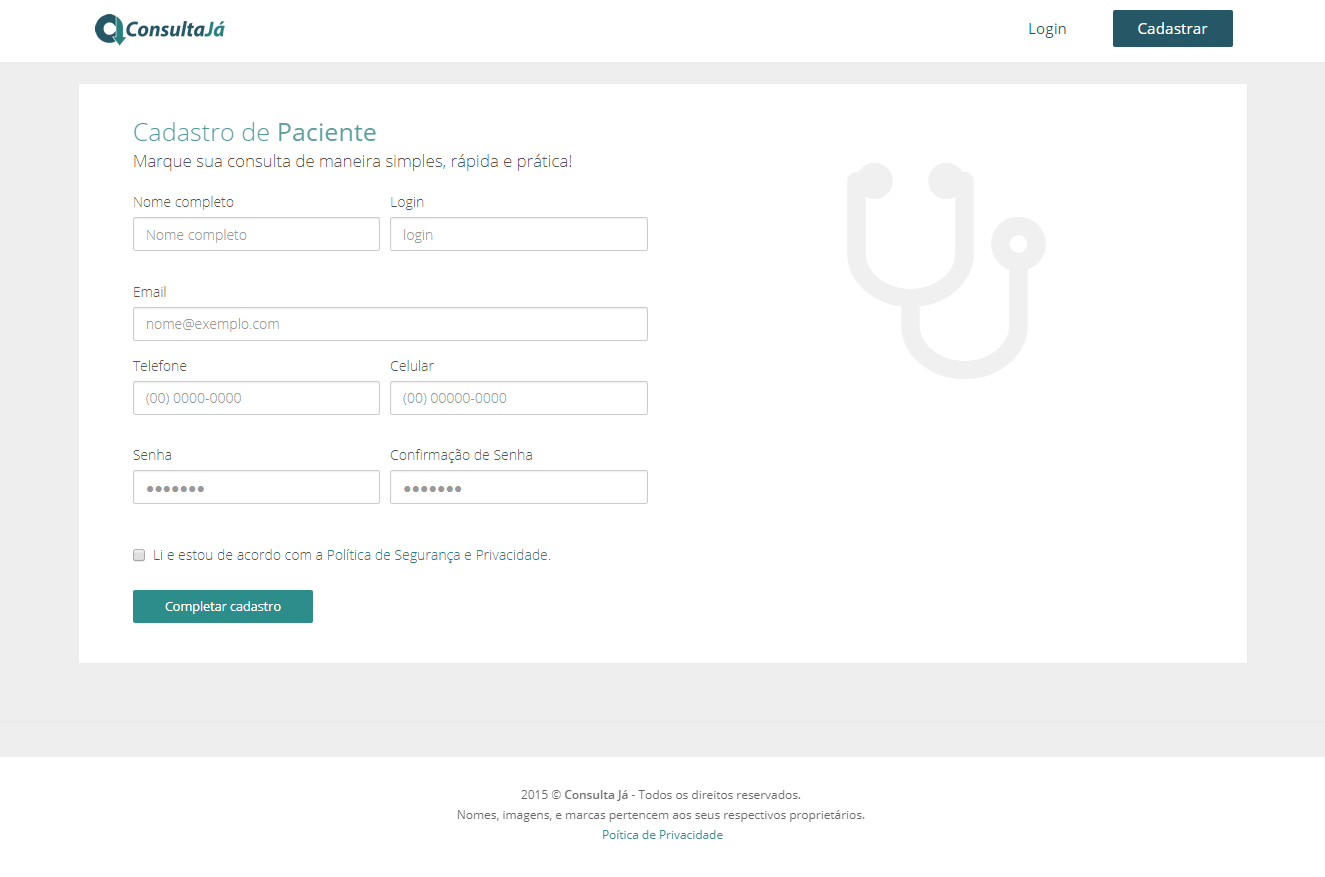 ConsultaJá
Login
Cadastrar
Cadastro de Paciente
Marque sua consulta de maneira simples, rápida e prática!
Nome completo
Login
Nome completo
login
Email
nome@exemplo.com
Telefone
Celular
(00) 0000-0000
(00) 00000-0000
Senha
Confirmação de Senha
•••••••
•••••••
Li e estou de acordo com a Política de Segurança e Privacidade.
Completar cadastro
2015 © Consulta Já - Todos os direitos reservados.
Nomes, imagens, e marcas pertencem aos seus respectivos proprietários.
Poítica de Privacidade